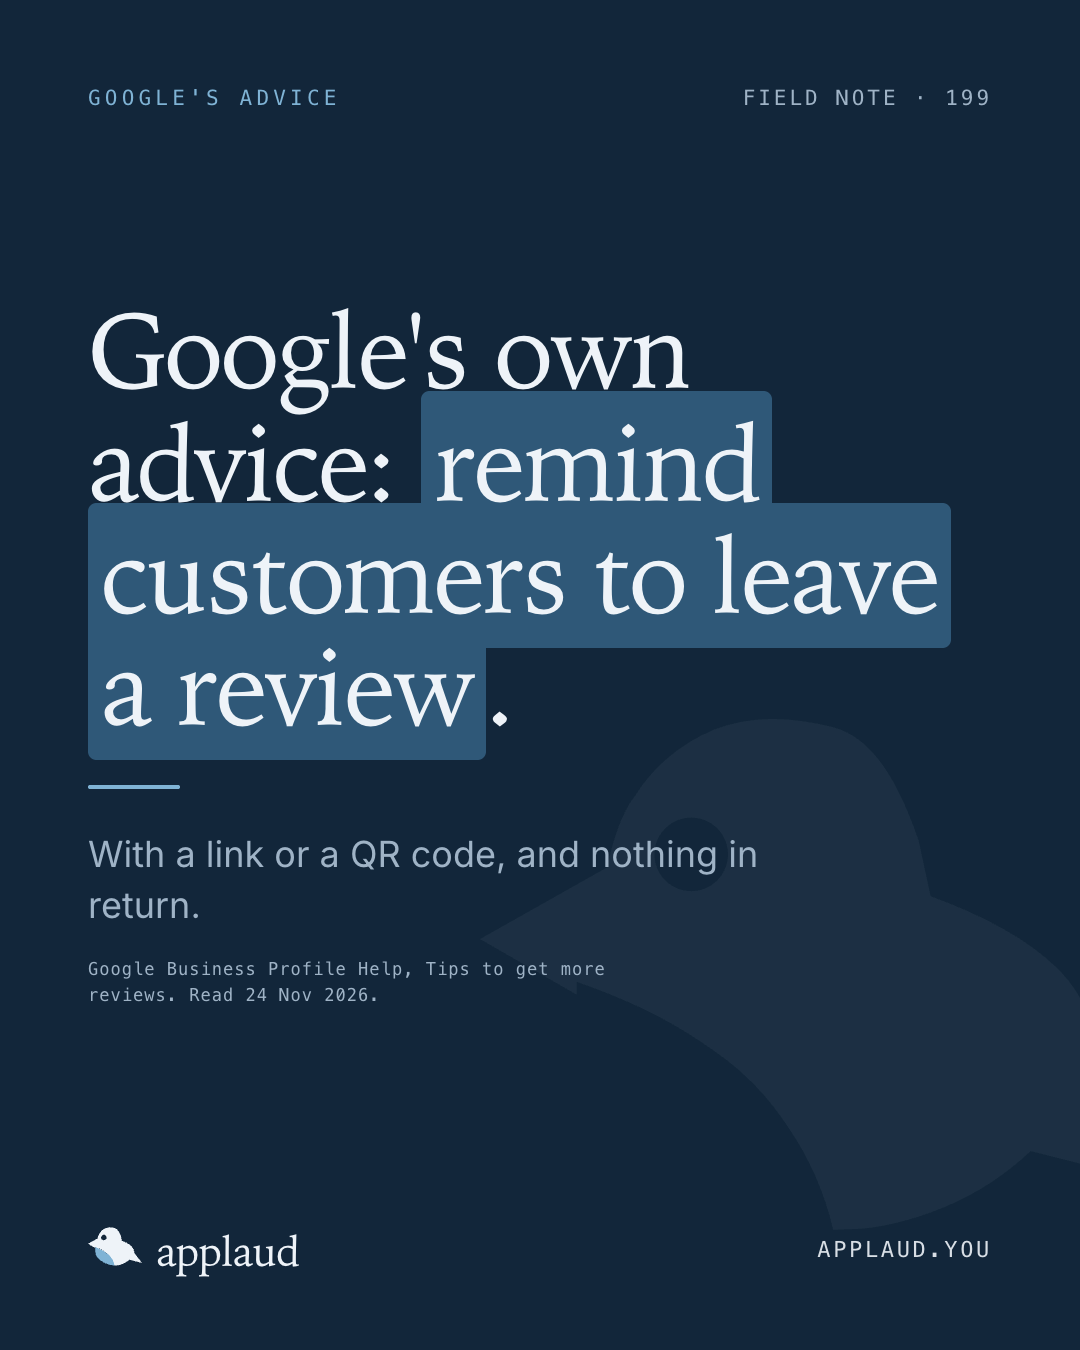 GOOGLE'S ADVICE
FIELD NOTE · 199
Google's own
advice: remind
customers to leave
a review.
With a link or a QR code, and nothing in
return.
Google Business Profile Help, Tips to get more
reviews. Read 24 Nov 2026.
applaud
APPLAUD.YOU